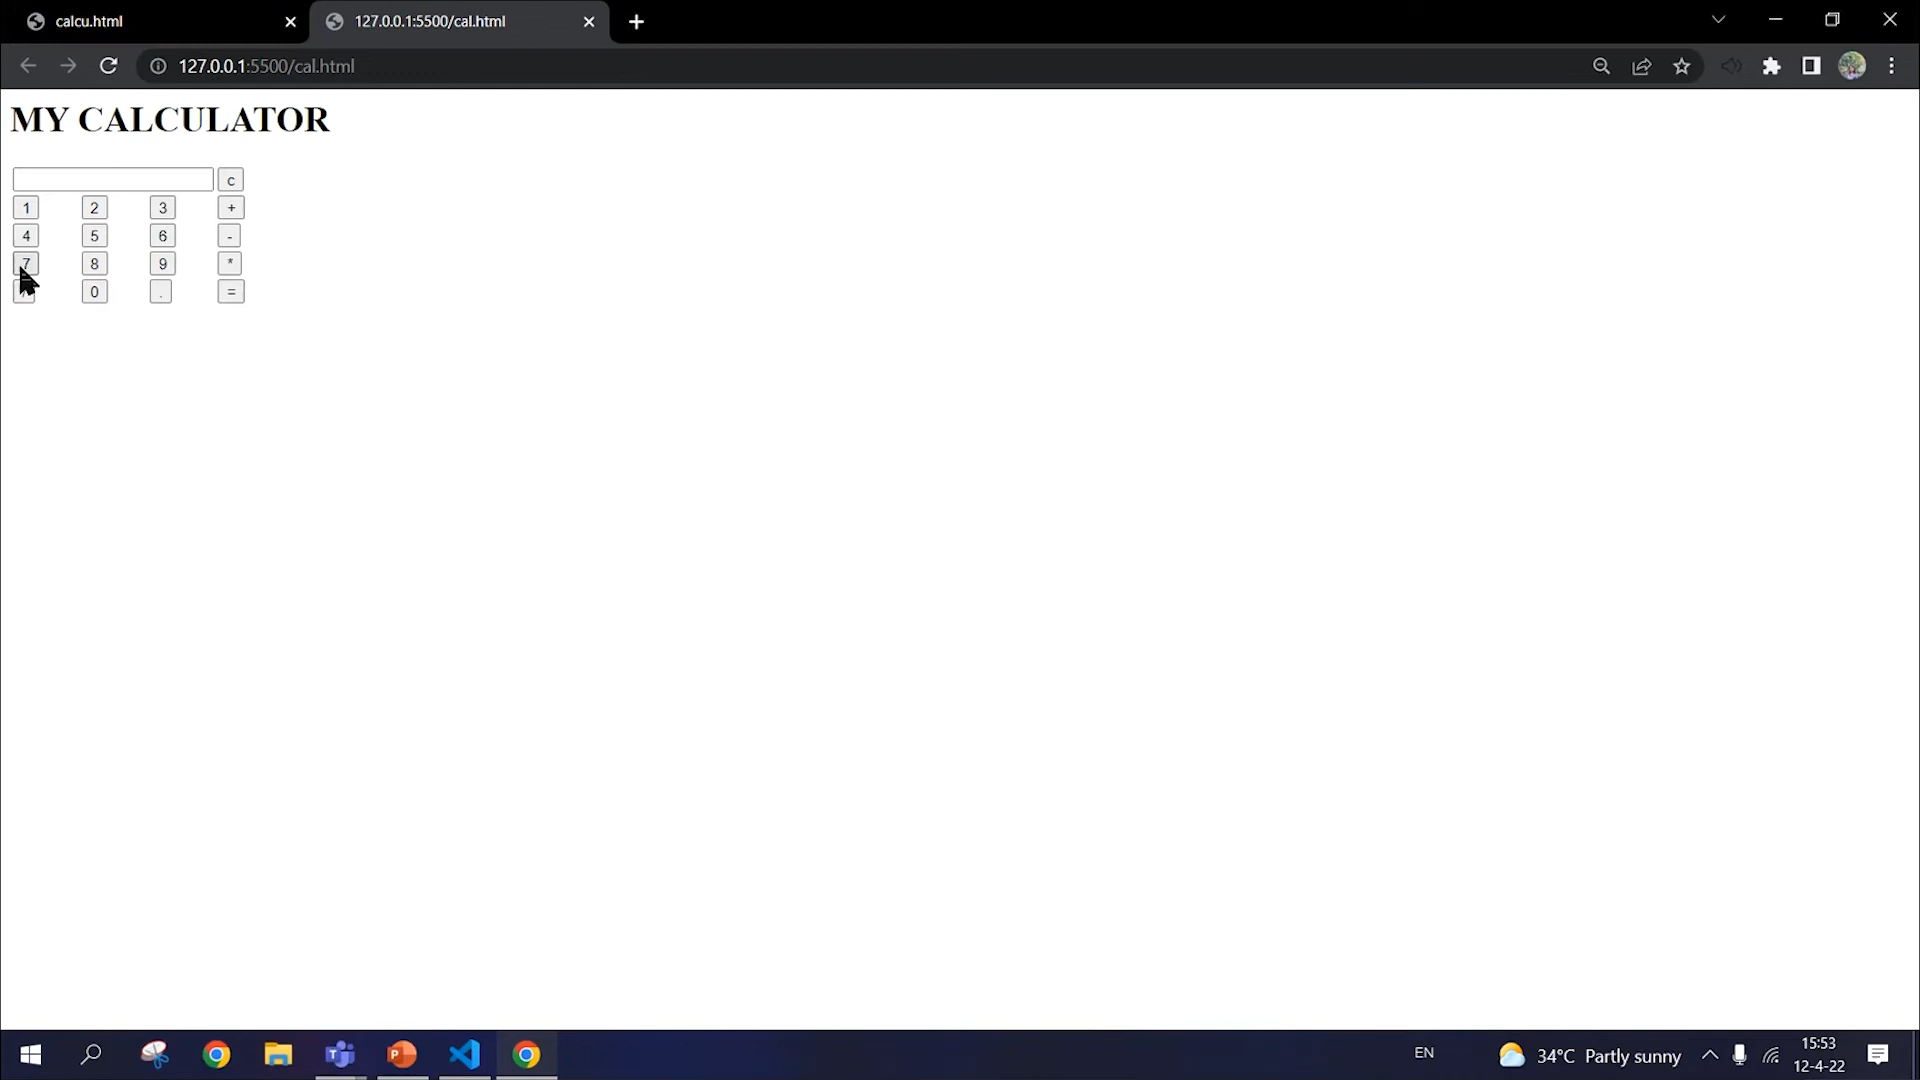 calcu.html
127.0.0.1:5500/cal.html
127.0.0.1:5500/cal.html
MY CALCULATOR
c
1 2 3 +
4 5 6 -
7 8 9 *
0 . =
EN
34°C Partly sunny
15:53
12-4-22